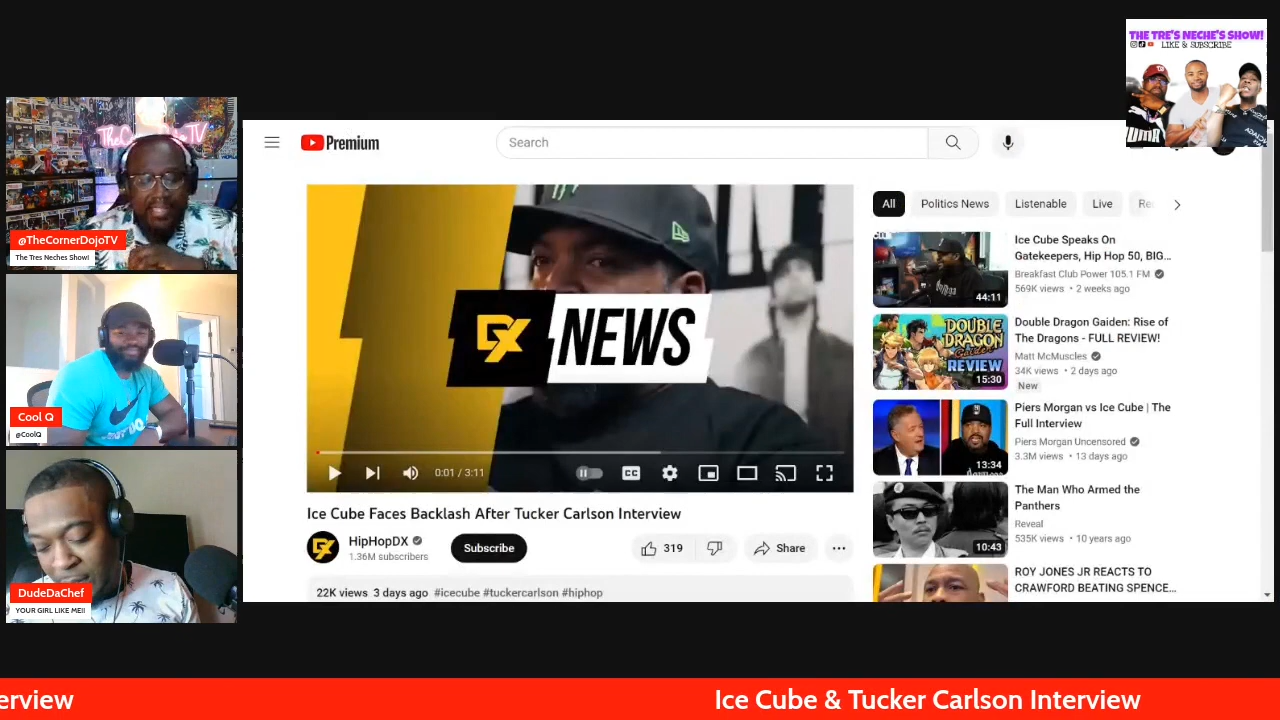 THE TRE'S NECHE'S SHOW!
LIKE & SUBSCRIBE
TheCornerDojoTV
@TheCornerDojoTV
The Tres Neches Show!
Cool Q
@CoolQ
DudeDaChef
YOUR GIRL LIKE ME!!
Premium
Search
DX NEWS
0:01 / 3:11
CC
Ice Cube Faces Backlash After Tucker Carlson Interview
HipHopDX
1.36M subscribers
Subscribe
319
Share
22K views 3 days ago #icecube #tuckercarlson #hiphop
All
Politics News
Listenable
Live
44:11
Ice Cube Speaks On
Gatekeepers, Hip Hop 50, BIG...
Breakfast Club Power 105.1 FM
569K views • 2 weeks ago
DOUBLE
DRAGON
Gaiden
REVIEW
15:30
Double Dragon Gaiden: Rise of
The Dragons - FULL REVIEW!
Matt McMuscles
34K views • 2 days ago
New
13:34
Piers Morgan vs Ice Cube | The
Full Interview
Piers Morgan Uncensored
3.3M views • 13 days ago
10:43
The Man Who Armed the
Panthers
Reveal
535K views • 10 years ago
ROY JONES JR REACTS TO
CRAWFORD BEATING SPENCE...
erview
Ice Cube & Tucker Carlson Interview